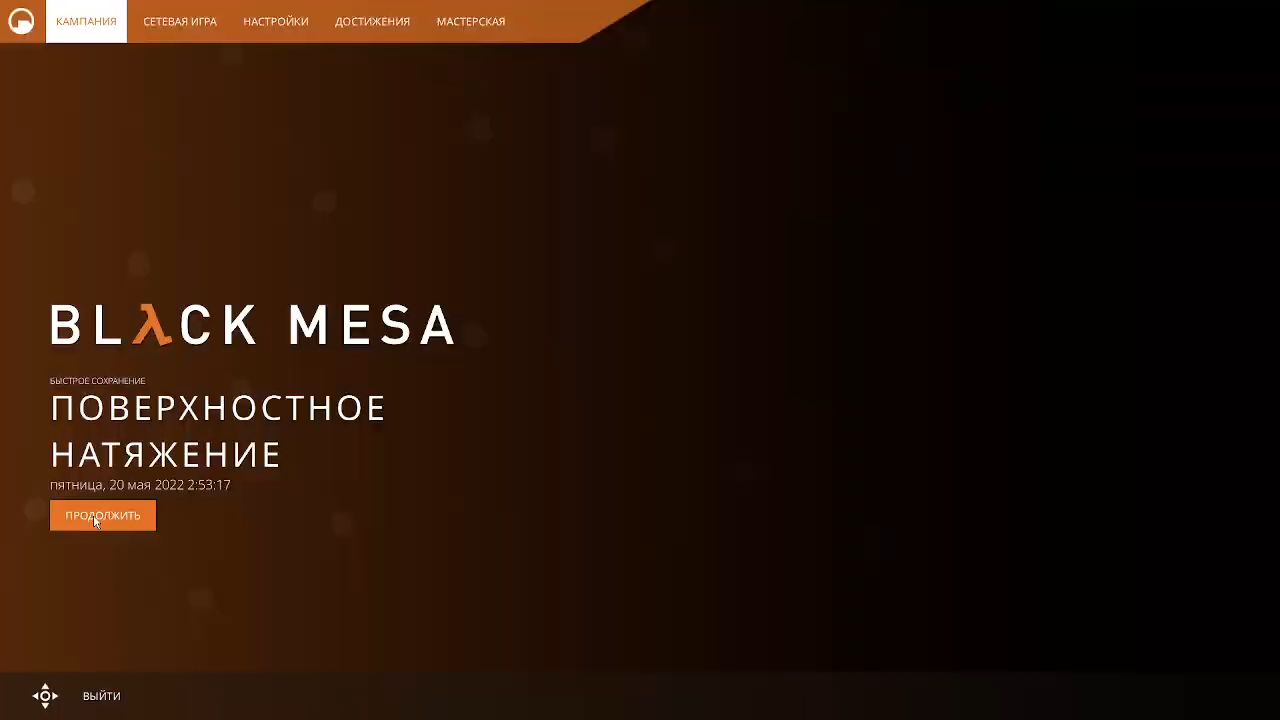 КАМПАНИЯ СЕТЕВАЯ ИГРА НАСТРОЙКИ ДОСТИЖЕНИЯ МАСТЕРСКАЯ
BLλCK MESA
БЫСТРОЕ СОХРАНЕНИЕ
ПОВЕРХНОСТНОЕ
НАТЯЖЕНИЕ
пятница, 20 мая 2022 2:53:17
ПРОДОЛЖИТЬ
ВЫЙТИ